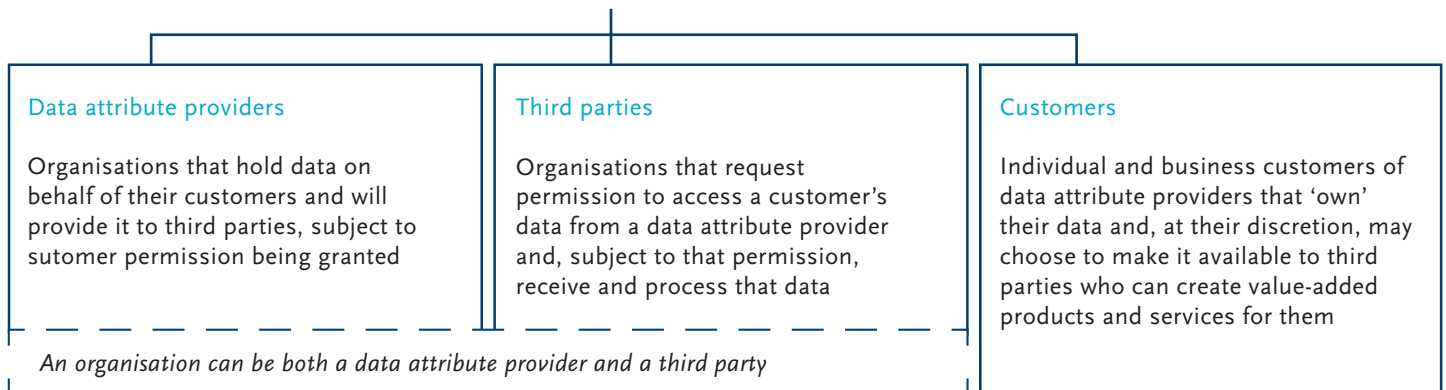 Data attribute providers
Organisations that hold data on
behalf of their customers and will
provide it to third parties, subject to
sutomer permission being granted
Third parties
Organisations that request
permission to access a customer’s
data from a data attribute provider
and, subject to that permission,
receive and process that data
Customers
Individual and business customers of
data attribute providers that ‘own’
their data and, at their discretion, may
choose to make it available to third
parties who can create value-added
products and services for them
An organisation can be both a data attribute provider and a third party